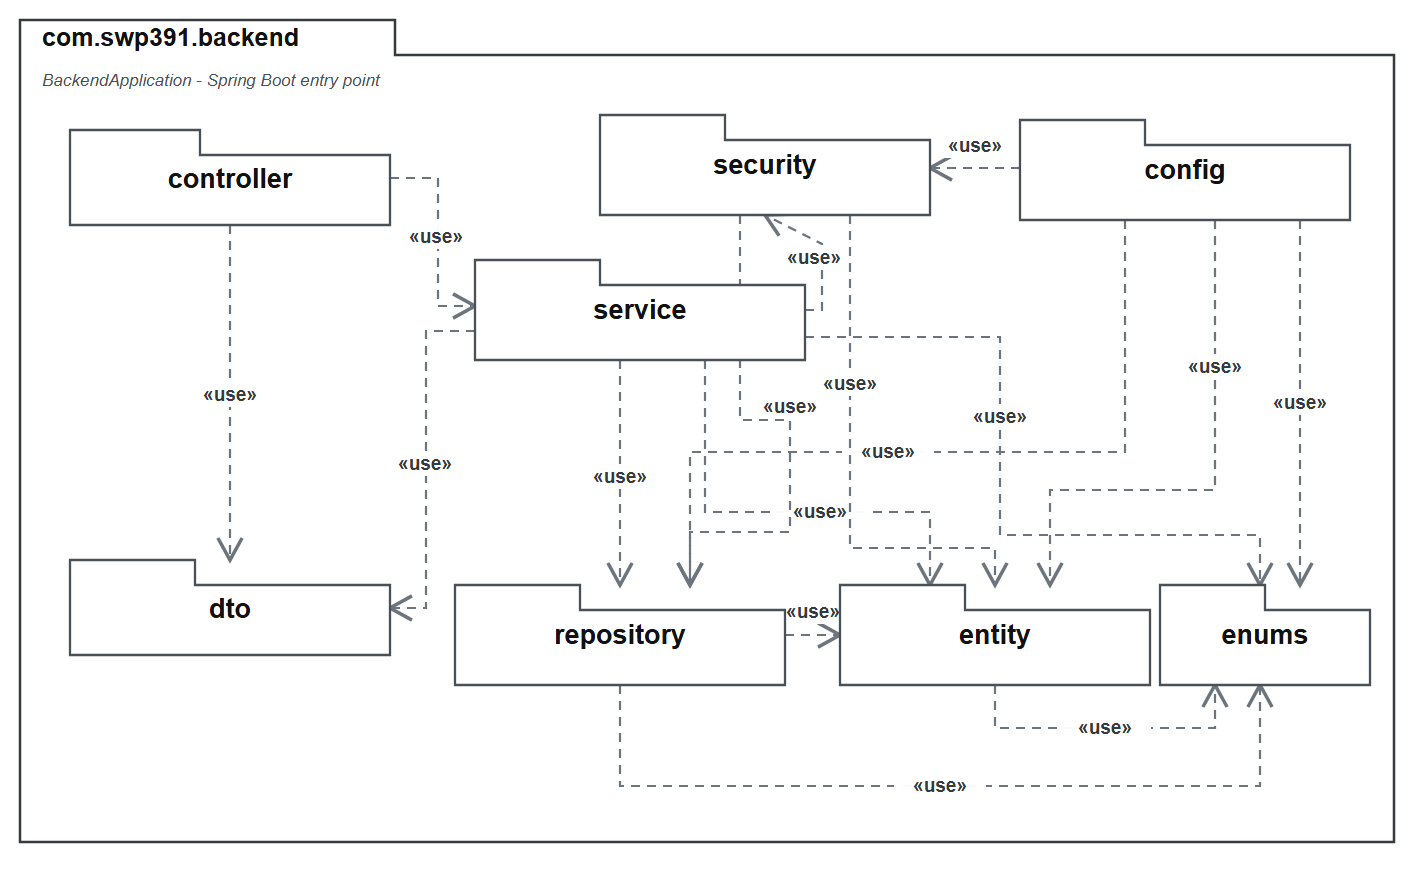 com.swp391.backend
BackendApplication - Spring Boot entry point
controller
security
config
«use»
«use»
«use»
service
«use»
«use»
«use»
«use»
«use»
«use»
«use»
«use»
«use»
«use»
«use»
dto
repository
«use»
entity
enums
«use»
«use»